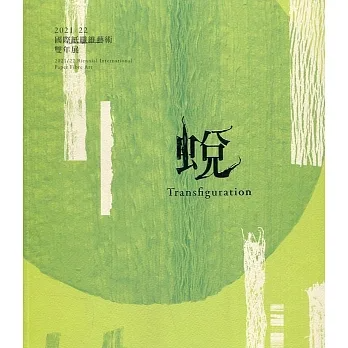 2021/22
國際紙纖維藝術
雙年展
2021/22 Biennial International
Paper Fibre Art
蛻
Transfiguration